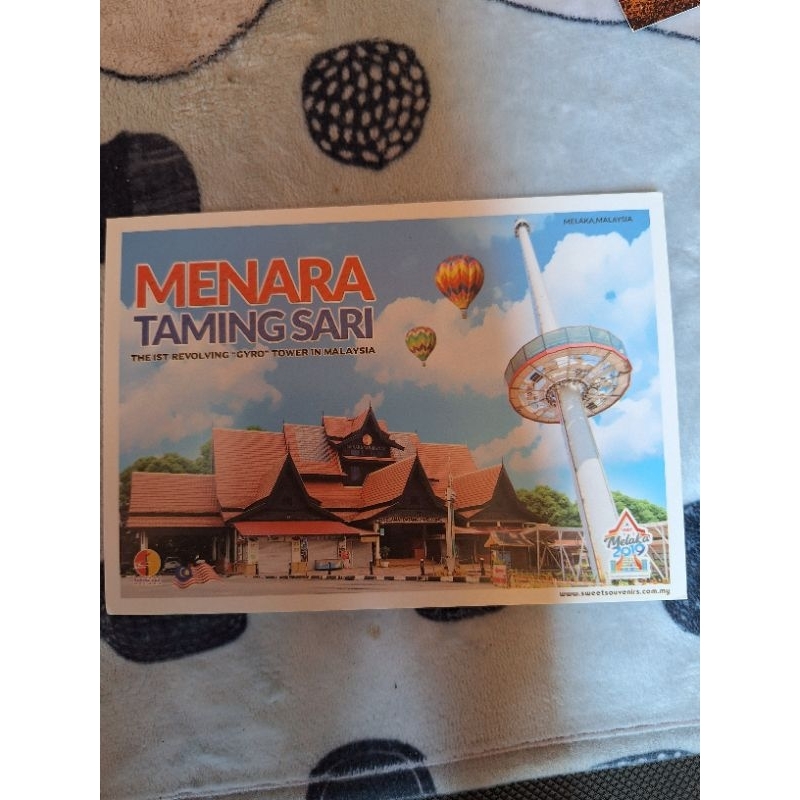 MELAKA,MALAYSIA
MENARA
TAMING SARI
THE 1ST REVOLVING "GYRO" TOWER IN MALAYSIA
Melaka
2019
www.sweetsouvenirs.com.my